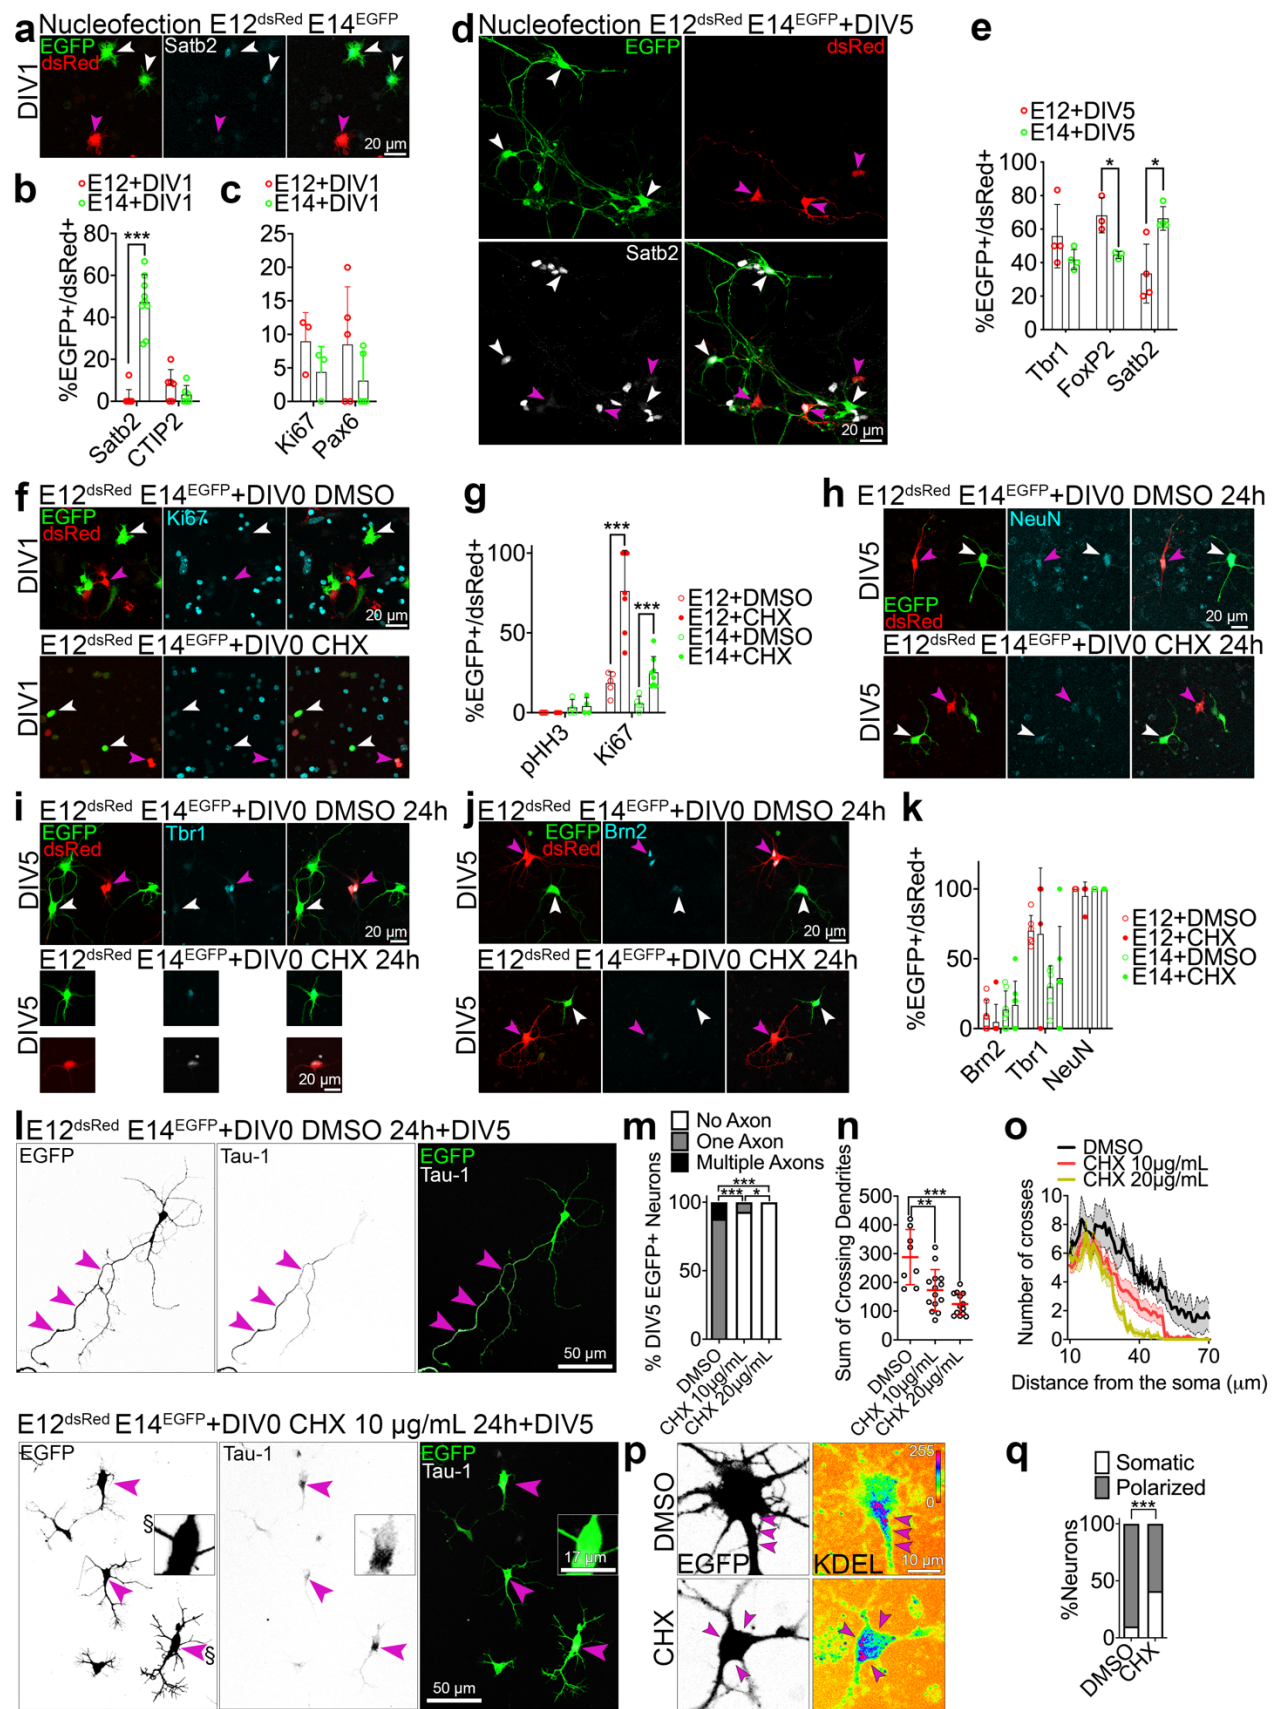 a Nucleofection E12dsRed E14EGFP
DIV1
EGFP
dsRed
Satb2
20 µm
b
E12+DIV1
E14+DIV1
%EGFP+/dsRed+
80
60
40
20
0
***
Satb2
CTIP2
c
E12+DIV1
E14+DIV1
25
20
15
10
5
0
Ki67
Pax6
d Nucleofection E12dsRed E14EGFP+DIV5
EGFP
dsRed
Satb2
20 µm
e
E12+DIV5
E14+DIV5
%EGFP+/dsRed+
100
80
60
40
20
0
*
*
Tbr1
FoxP2
Satb2
f E12dsRed E14EGFP+DIV0 DMSO
DIV1
EGFP
dsRed
Ki67
20 µm
E12dsRed E14EGFP+DIV0 CHX
DIV1
20 µm
g
%EGFP+/dsRed+
100
50
0
***
***
pHH3
Ki67
E12+DMSO
E12+CHX
E14+DMSO
E14+CHX
h E12dsRed E14EGFP+DIV0 DMSO 24h
DIV5
EGFP
dsRed
NeuN
20 µm
E12dsRed E14EGFP+DIV0 CHX 24h
DIV5
20 µm
i E12dsRed E14EGFP+DIV0 DMSO 24h
DIV5
EGFP
dsRed
Tbr1
20 µm
E12dsRed E14EGFP+DIV0 CHX 24h
DIV5
20 µm
j E12dsRed E14EGFP+DIV0 DMSO 24h
DIV5
EGFP
dsRed
Brn2
20 µm
E12dsRed E14EGFP+DIV0 CHX 24h
DIV5
20 µm
k
%EGFP+/dsRed+
100
50
0
Brn2
Tbr1
NeuN
E12+DMSO
E12+CHX
E14+DMSO
E14+CHX
l E12dsRed E14EGFP+DIV0 DMSO 24h+DIV5
EGFP
Tau-1
EGFP
Tau-1
50 µm
E12dsRed E14EGFP+DIV0 CHX 10 µg/mL 24h+DIV5
EGFP
Tau-1
EGFP
Tau-1
§
§
17 µm
50 µm
m
No Axon
One Axon
Multiple Axons
% DIV5 EGFP+ Neurons
100
50
0
***
***
*
DMSO
CHX 10µg/mL
CHX 20µg/mL
n
Sum of Crossing Dendrites
500
400
300
200
100
0
***
**
DMSO
CHX 10µg/mL
CHX 20µg/mL
o
DMSO
CHX 10µg/mL
CHX 20µg/mL
Number of crosses
10
8
6
4
2
0
10
40
70
Distance from the soma (µm)
p
DMSO
EGFP
KDEL
255
0
10 µm
CHX
q
Somatic
Polarized
%Neurons
100
50
0
***
DMSO
CHX